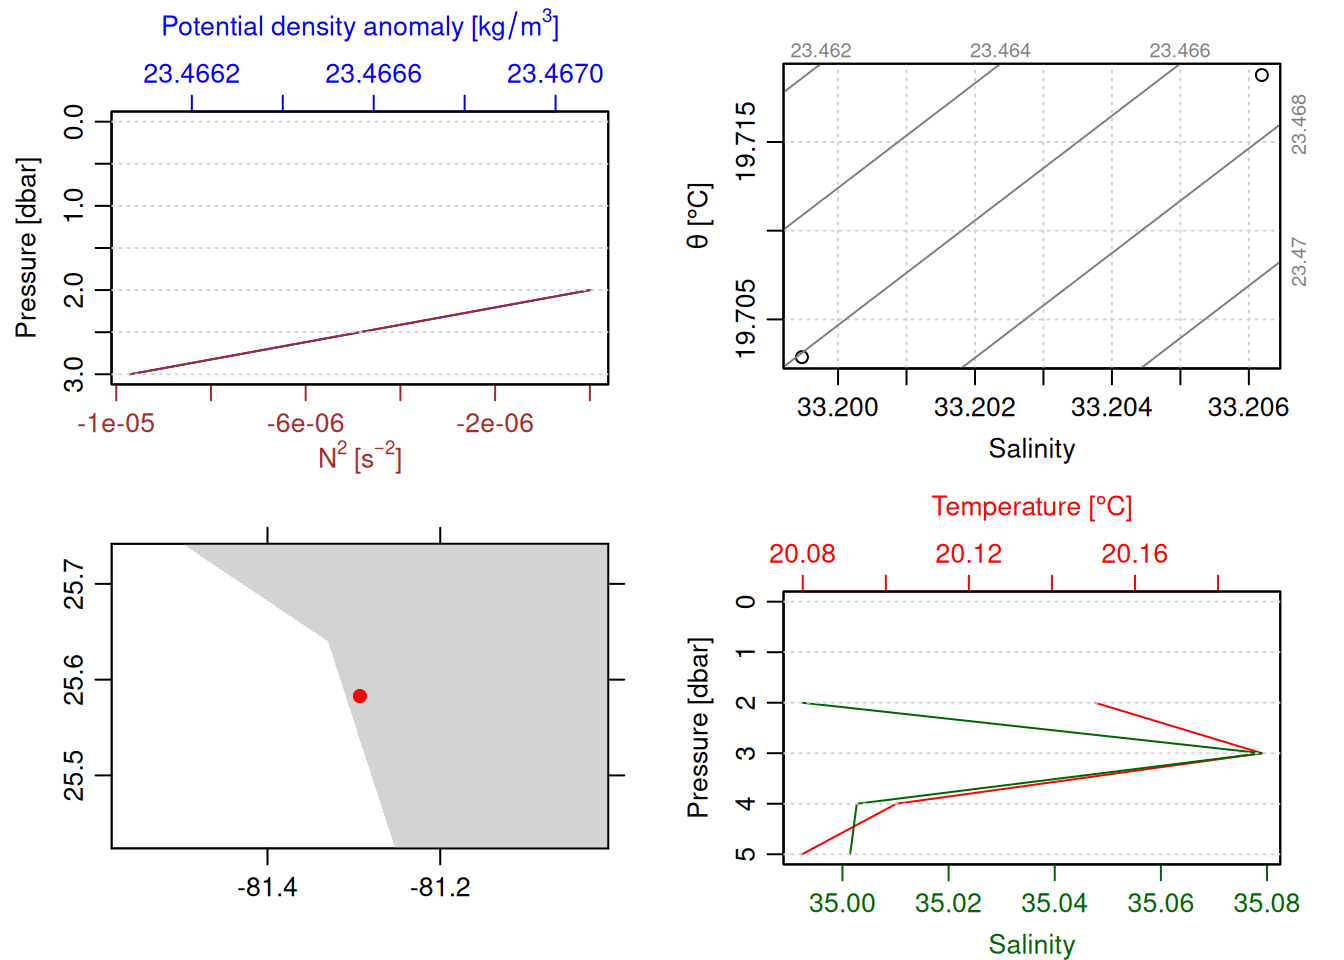 Potential density anomaly [kg/m³]
23.4662 23.4666 23.4670
0.0
1.0
2.0
3.0
Pressure [dbar]
-1e-05 -6e-06 -2e-06
N² [s⁻²]
23.462 23.464 23.466
23.468
23.47
19.715
19.705
θ [°C]
33.200 33.202 33.204 33.206
Salinity
25.7
25.6
25.5
-81.4 -81.2
Temperature [°C]
20.08 20.12 20.16
0
1
2
3
4
5
Pressure [dbar]
35.00 35.02 35.04 35.06 35.08
Salinity